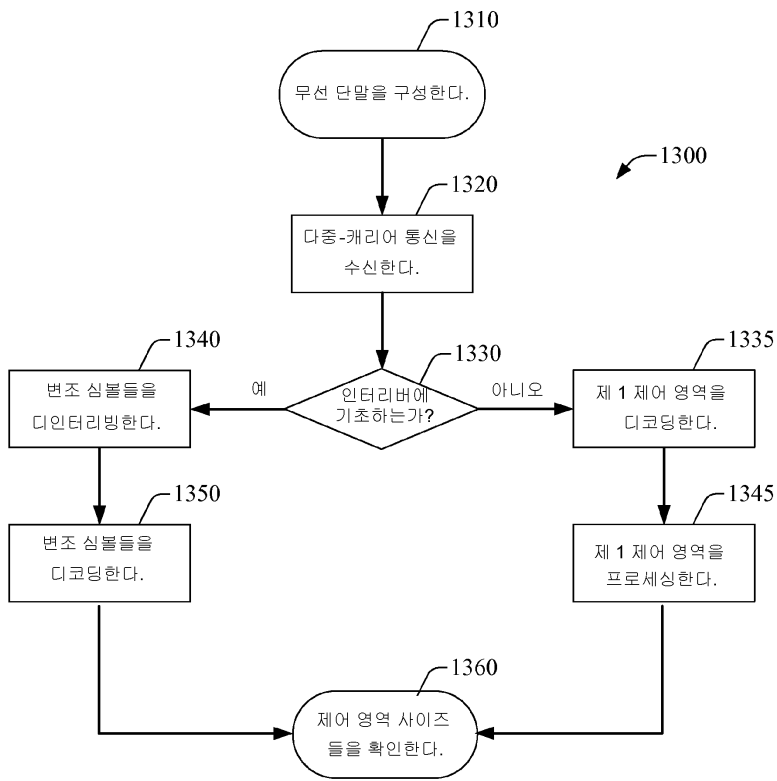 1310
무선 단말을 구성한다.
1300
1320
다중-캐리어 통신을
수신한다.
1330
인터리버에
기초하는가?
예
아니오
1340
변조 심볼들을
디인터리빙한다.
1335
제 1 제어 영역을
디코딩한다.
1350
변조 심볼들을
디코딩한다.
1345
제 1 제어 영역을
프로세싱한다.
1360
제어 영역 사이즈
들을 확인한다.